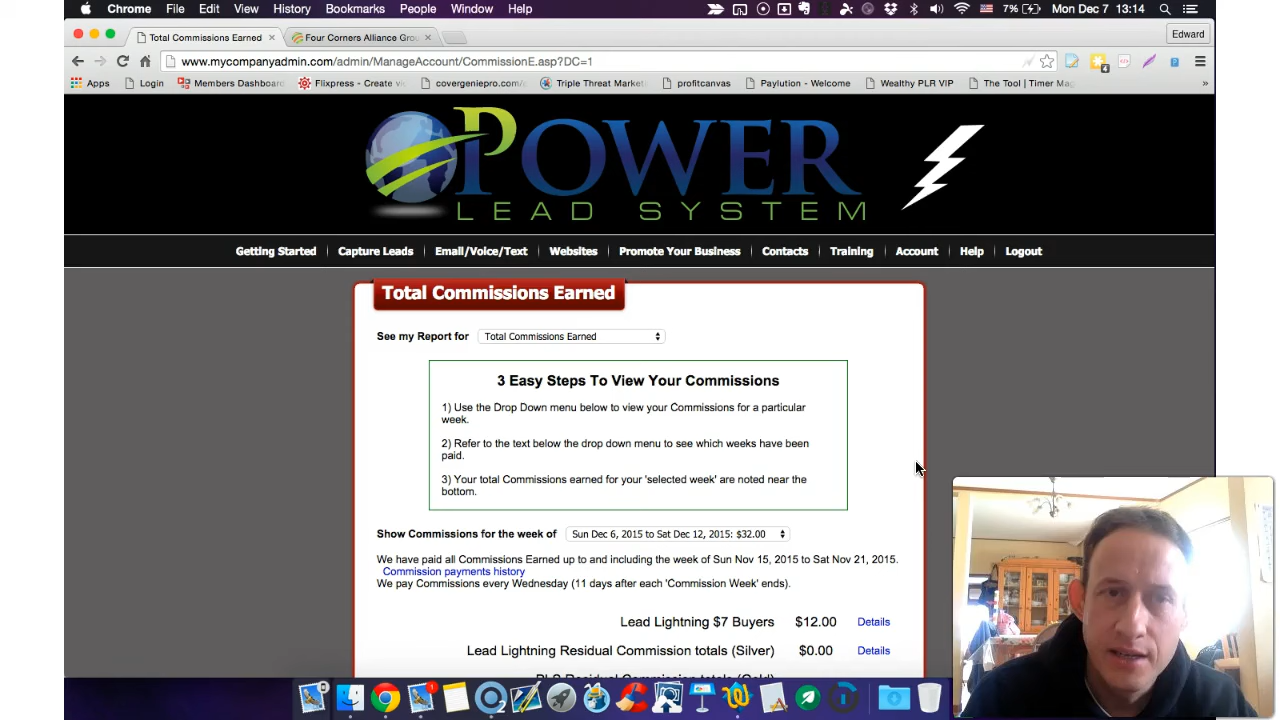 Chrome File Edit View History Bookmarks People Window Help 7% Mon Dec 7 13:14
Total Commissions Earned × Four Corners Alliance Gro × Edward
www.mycompanyadmin.com/admin/ManageAccount/CommissionE.asp?DC=1 4
Apps Login Members Dashboard Flixpress - Create vi covergeniepro.com/ Triple Threat Market profitcanvas Paylution - Welcome Wealthy PLR VIP The Tool | Timer Mag »
POWER
LEAD SYSTEM
Getting Started Capture Leads Email/Voice/Text Websites Promote Your Business Contacts Training Account Help Logout
Total Commissions Earned
See my Report for Total Commissions Earned
3 Easy Steps To View Your Commissions
1) Use the Drop Down menu below to view your Commissions for a particular
week.
2) Refer to the text below the drop down menu to see which weeks have been
paid.
3) Your total Commissions earned for your 'selected week' are noted near the
bottom.
Show Commissions for the week of Sun Dec 6, 2015 to Sat Dec 12, 2015: $32.00
We have paid all Commissions Earned up to and including the week of Sun Nov 15, 2015 to Sat Nov 21, 2015.
Commission payments history
We pay Commissions every Wednesday (11 days after each 'Commission Week' ends).
Lead Lightning $7 Buyers $12.00 Details
Lead Lightning Residual Commission totals (Silver) $0.00 Details